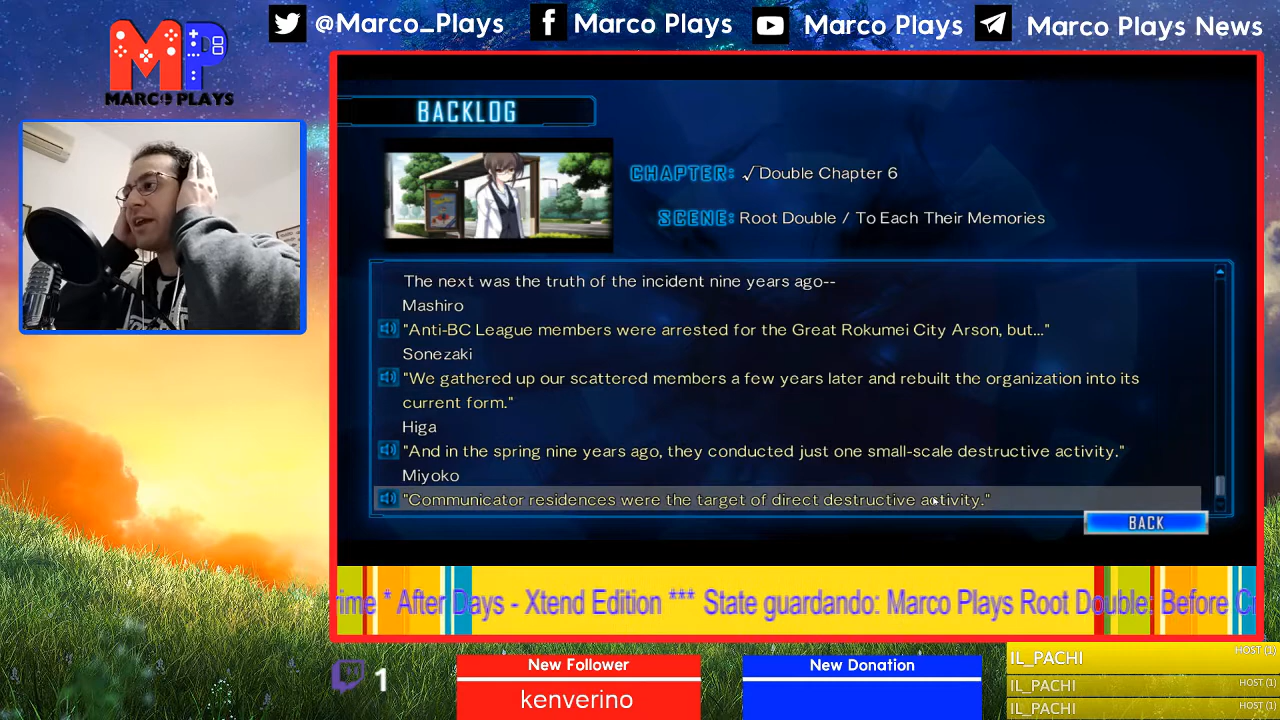 @Marco_Plays
Marco Plays
Marco Plays
Marco Plays News
MP
MARCO PLAYS
BACKLOG
CHAPTER: √Double Chapter 6
SCENE: Root Double / To Each Their Memories
The next was the truth of the incident nine years ago--
Mashiro
"Anti-BC League members were arrested for the Great Rokumei City Arson, but..."
Sonezaki
"We gathered up our scattered members a few years later and rebuilt the organization into its
current form."
Higa
"And in the spring nine years ago, they conducted just one small-scale destructive activity."
Miyoko
"Communicator residences were the target of direct destructive activity."
BACK
rime * After Days - Xtend Edition *** State guardando: Marco Plays Root Double: Before Cr
1
New Follower
kenverino
New Donation
IL_PACHI HOST (1)
IL_PACHI HOST (1)
IL_PACHI HOST (1)